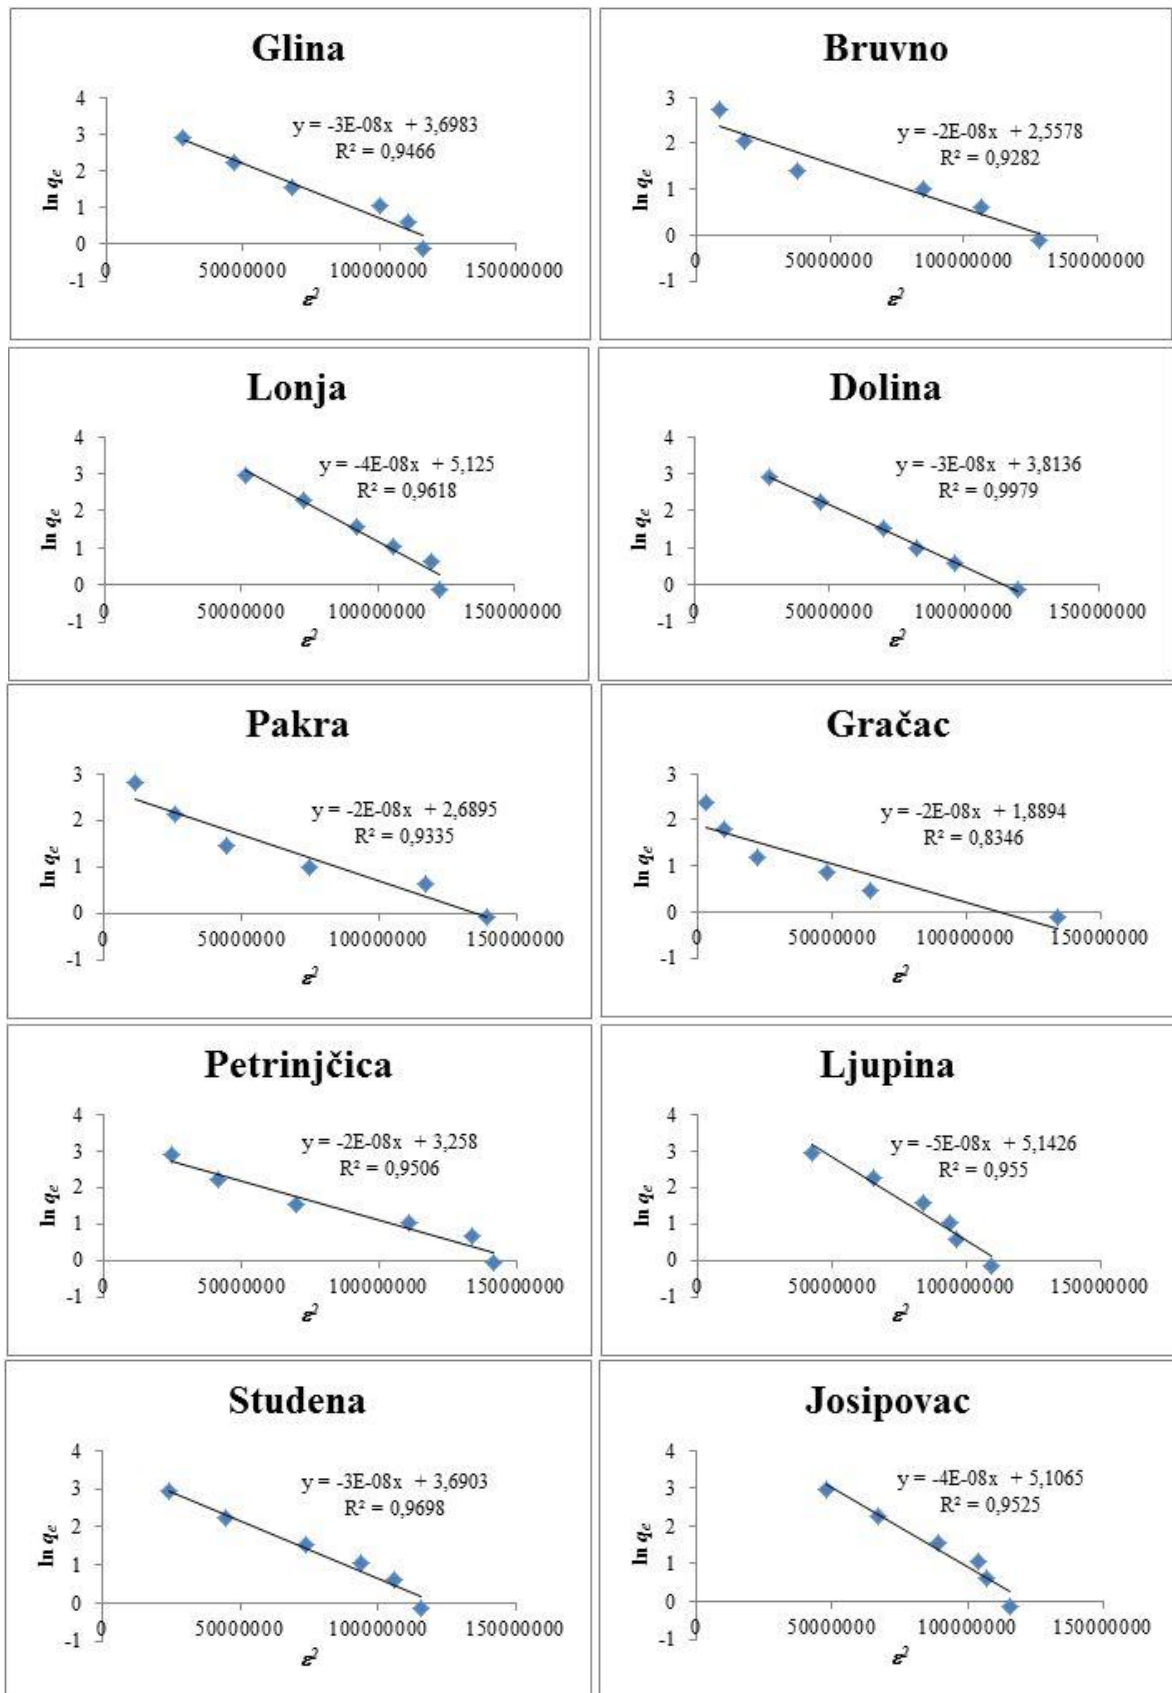 Glina
4
3
2
1
0
-1
ln qₑ
y = -3E-08x + 3,6983
R² = 0,9466
0 50000000 100000000 150000000
ε²
Bruvno
3
2
1
0
-1
ln qₑ
y = -2E-08x + 2,5578
R² = 0,9282
0 50000000 100000000 150000000
ε²
Lonja
4
3
2
1
0
-1
ln qₑ
y = -4E-08x + 5,125
R² = 0,9618
0 50000000 100000000 150000000
ε²
Dolina
4
3
2
1
0
-1
ln qₑ
y = -3E-08x + 3,8136
R² = 0,9979
0 50000000 100000000 150000000
ε²
Pakra
3
2
1
0
-1
ln qₑ
y = -2E-08x + 2,6895
R² = 0,9335
0 50000000 100000000 150000000
ε²
Gračac
3
2
1
0
-1
ln qₑ
y = -2E-08x + 1,8894
R² = 0,8346
0 50000000 100000000 150000000
ε²
Petrinjčica
4
3
2
1
0
-1
ln qₑ
y = -2E-08x + 3,258
R² = 0,9506
0 50000000 100000000 150000000
ε²
Ljupina
4
3
2
1
0
-1
ln qₑ
y = -5E-08x + 5,1426
R² = 0,955
0 50000000 100000000 150000000
ε²
Studena
4
3
2
1
0
-1
ln qₑ
y = -3E-08x + 3,6903
R² = 0,9698
0 50000000 100000000 150000000
ε²
Josipovac
4
3
2
1
0
-1
ln qₑ
y = -4E-08x + 5,1065
R² = 0,9525
0 50000000 100000000 150000000
ε²